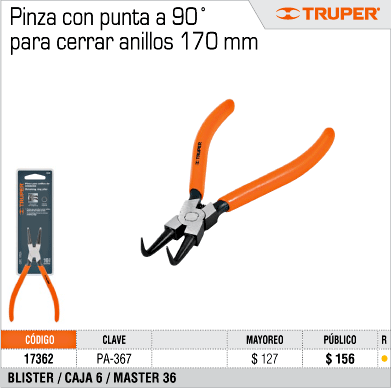 Pinza con punta a 90°
para cerrar anillos 170 mm
TRUPER®
TRUPER
CÓDIGO CLAVE MAYOREO PÚBLICO R
17362 PA-367 $ 127 $ 156
BLISTER / CAJA 6 / MASTER 36